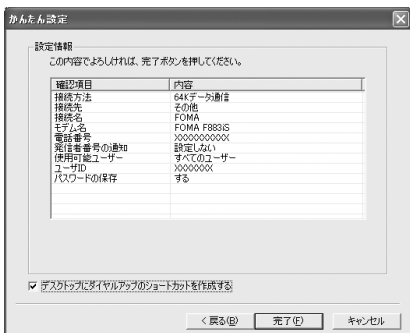 かんたん設定
設定情報
この内容でよろしければ、完了ボタンを押してください。
確認項目 内容
接続方法 64Kデータ通信
接続先 その他
接続名 FOMA
モデム名 FOMA F883iS
電話番号 XXXXXXXXXX
発信者番号の通知 設定しない
使用可能ユーザー すべてのユーザー
ユーザID XXXXXXX
パスワードの保存 する
デスクトップにダイヤルアップのショートカットを作成する
< 戻る(B) 完了(F) キャンセル